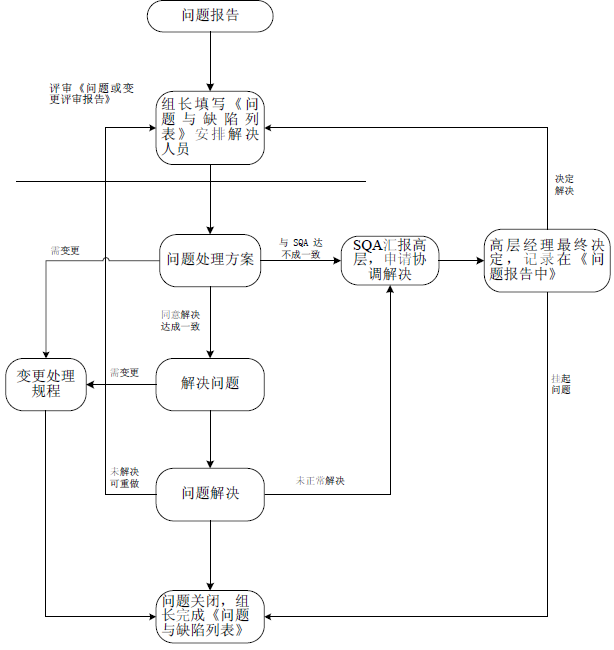 问题报告
评审《问题或变
更评审报告》
组长填写《问
题与缺陷列
表》安排解决
人员
决定
解决
需变更
问题处理方案
与 SQA 达
不成一致
SQA汇报高
层，申请协
调解决
高层经理最终决
定，记录在《问
题报告中》
同意解决
达成一致
变更处理
规程
需变更
解决问题
挂起
问题
未解决
可重做
问题解决
未正常解决
问题关闭，组
长完成《问题
与缺陷列表》